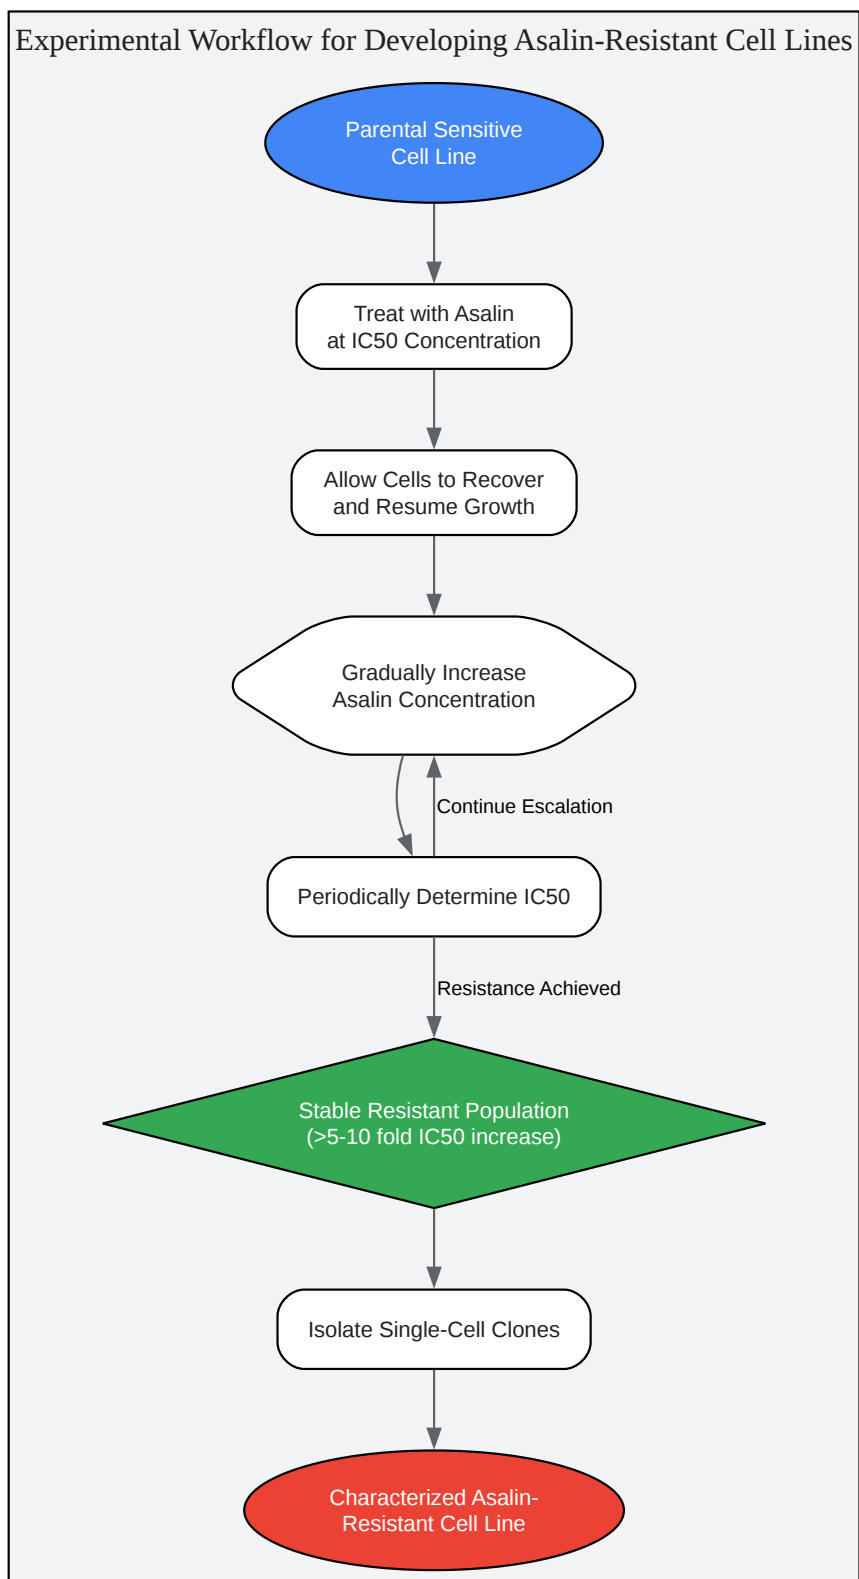 Experimental Workflow for Developing Asalin-Resistant Cell Lines
Parental Sensitive
Cell Line
Treat with Asalin
at IC50 Concentration
Allow Cells to Recover
and Resume Growth
Gradually Increase
Asalin Concentration
Continue Escalation
Periodically Determine IC50
Resistance Achieved
Stable Resistant Population
(>5-10 fold IC50 increase)
Isolate Single-Cell Clones
Characterized Asalin-
Resistant Cell Line